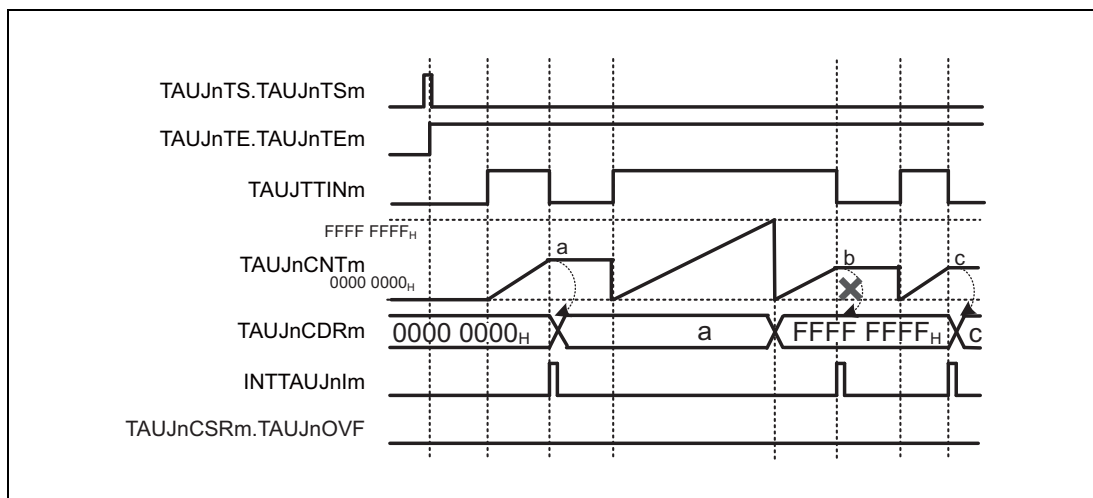 TAUJnTS.TAUJnTSm
TAUJnTE.TAUJnTEm
TAUJTTINm
FFFF FFFFH
a
b
c
TAUJnCNTm
0000 0000H
TAUJnCDRm
0000 0000H
a
FFFF FFFFH
c
INTTAUJnIm
TAUJnCSRm.TAUJnOVF